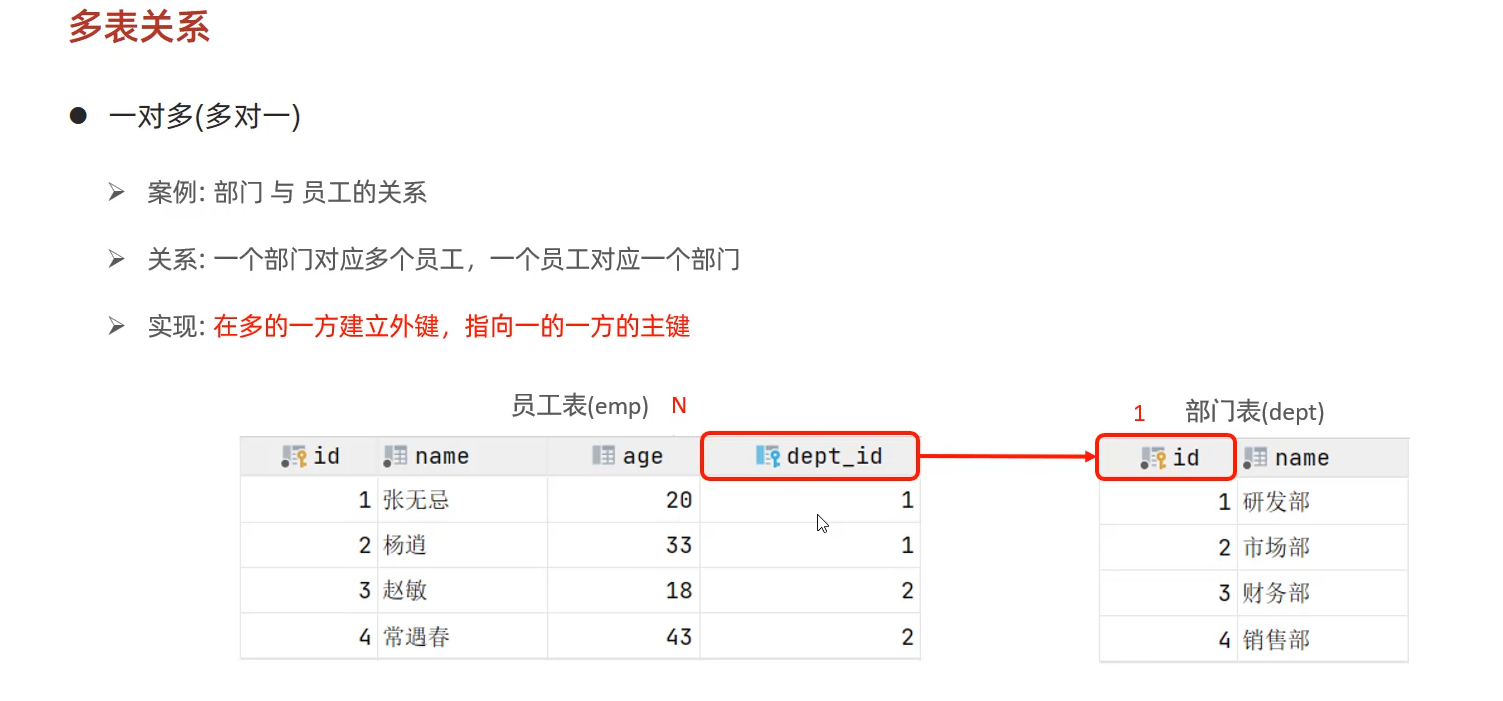 多表关系
● 一对多(多对一)
➢ 案例: 部门 与 员工的关系
➢ 关系: 一个部门对应多个员工，一个员工对应一个部门
➢ 实现: 在多的一方建立外键，指向一的一方的主键
员工表(emp) N
1 部门表(dept)
id name age dept_id
id name
1 张无忌 20 1
1 研发部
2 杨逍 33 1
2 市场部
3 赵敏 18 2
3 财务部
4 常遇春 43 2
4 销售部